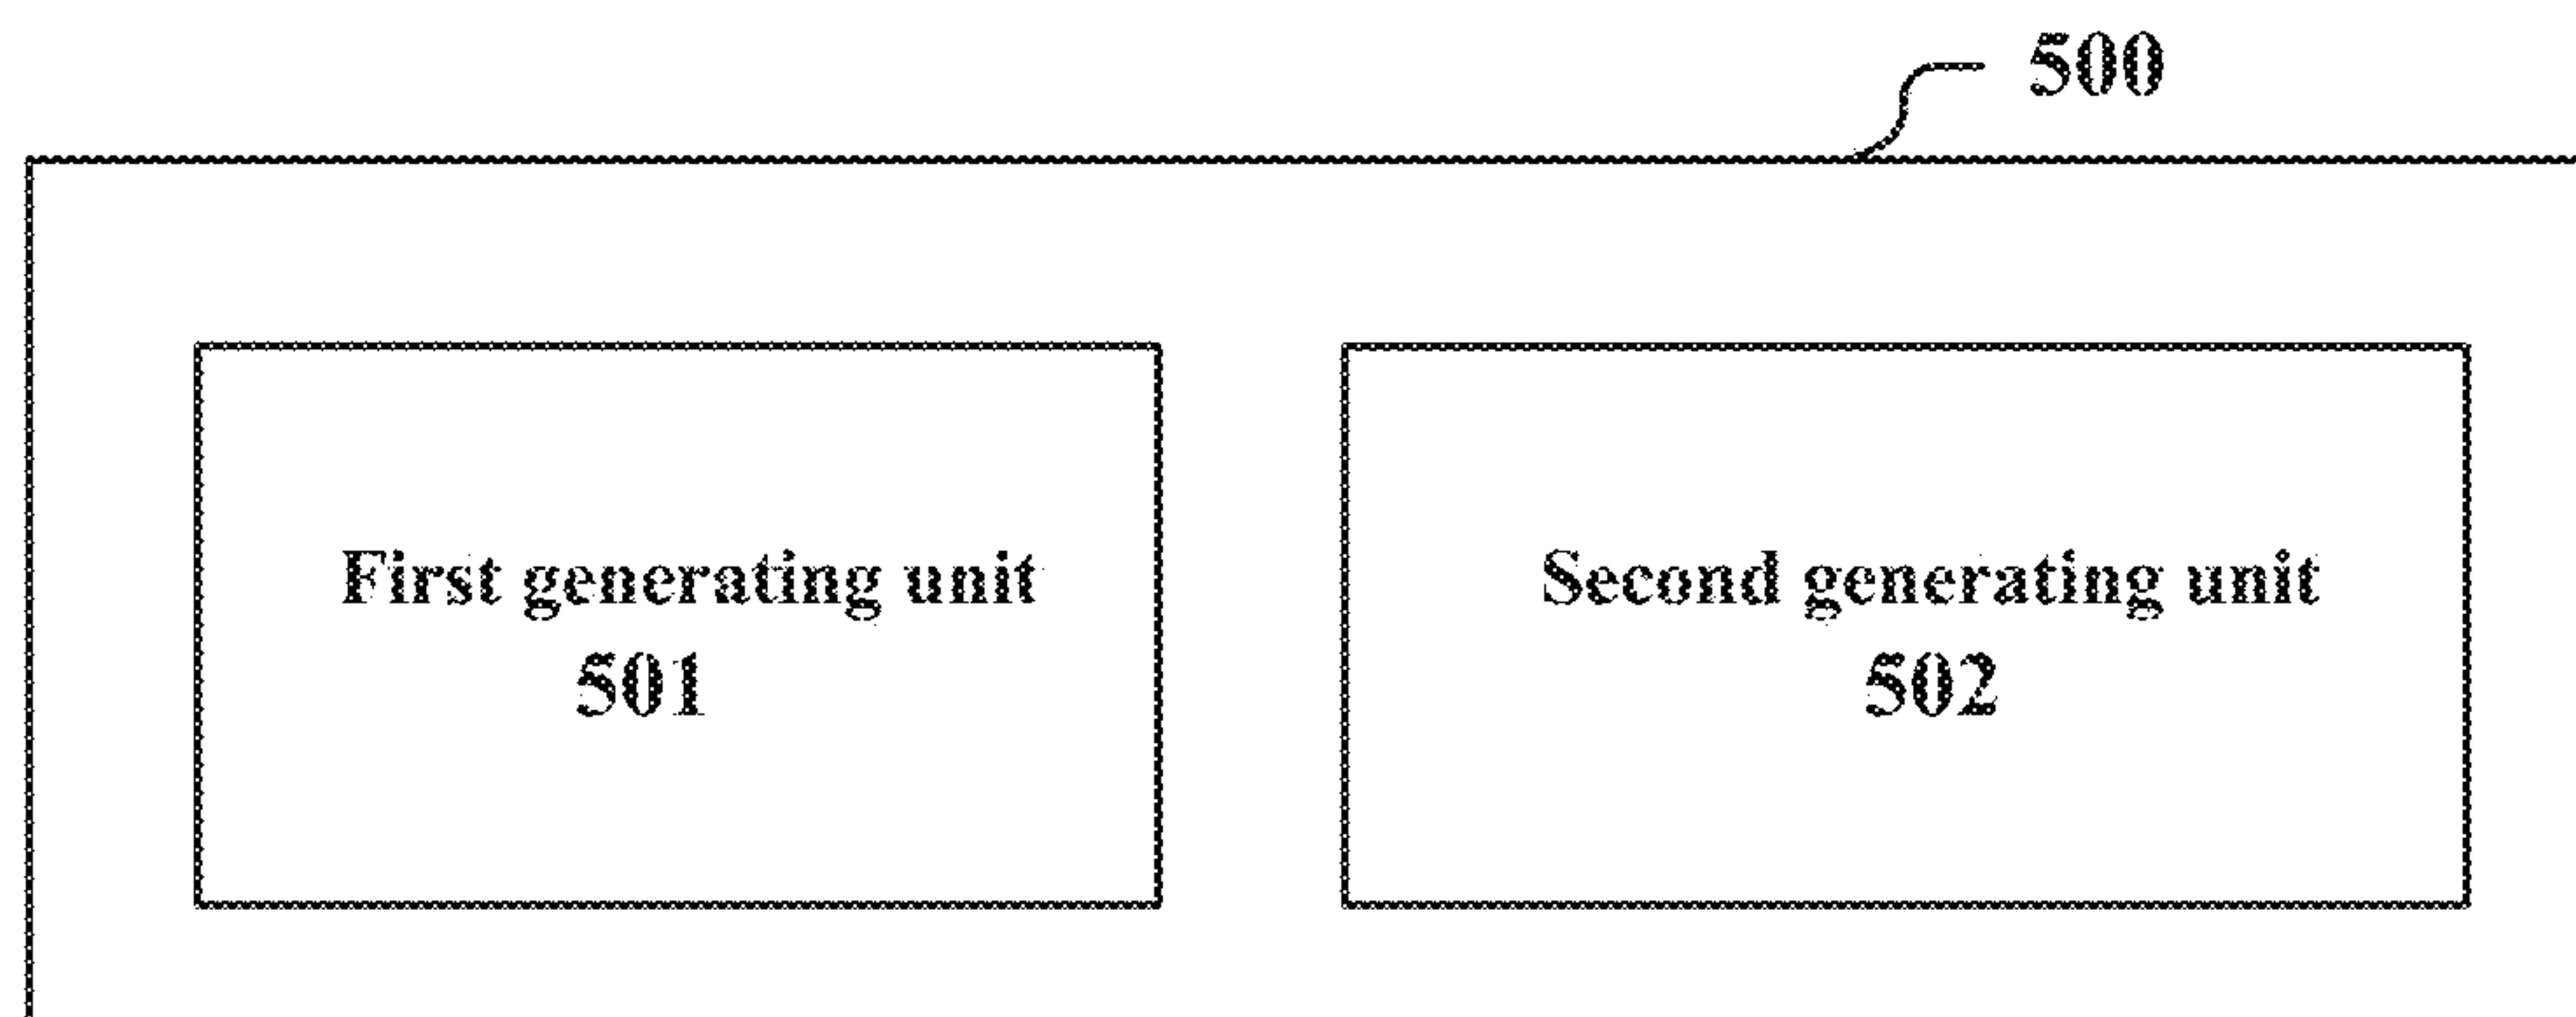 500
First generating unit
501
Second generating unit
502